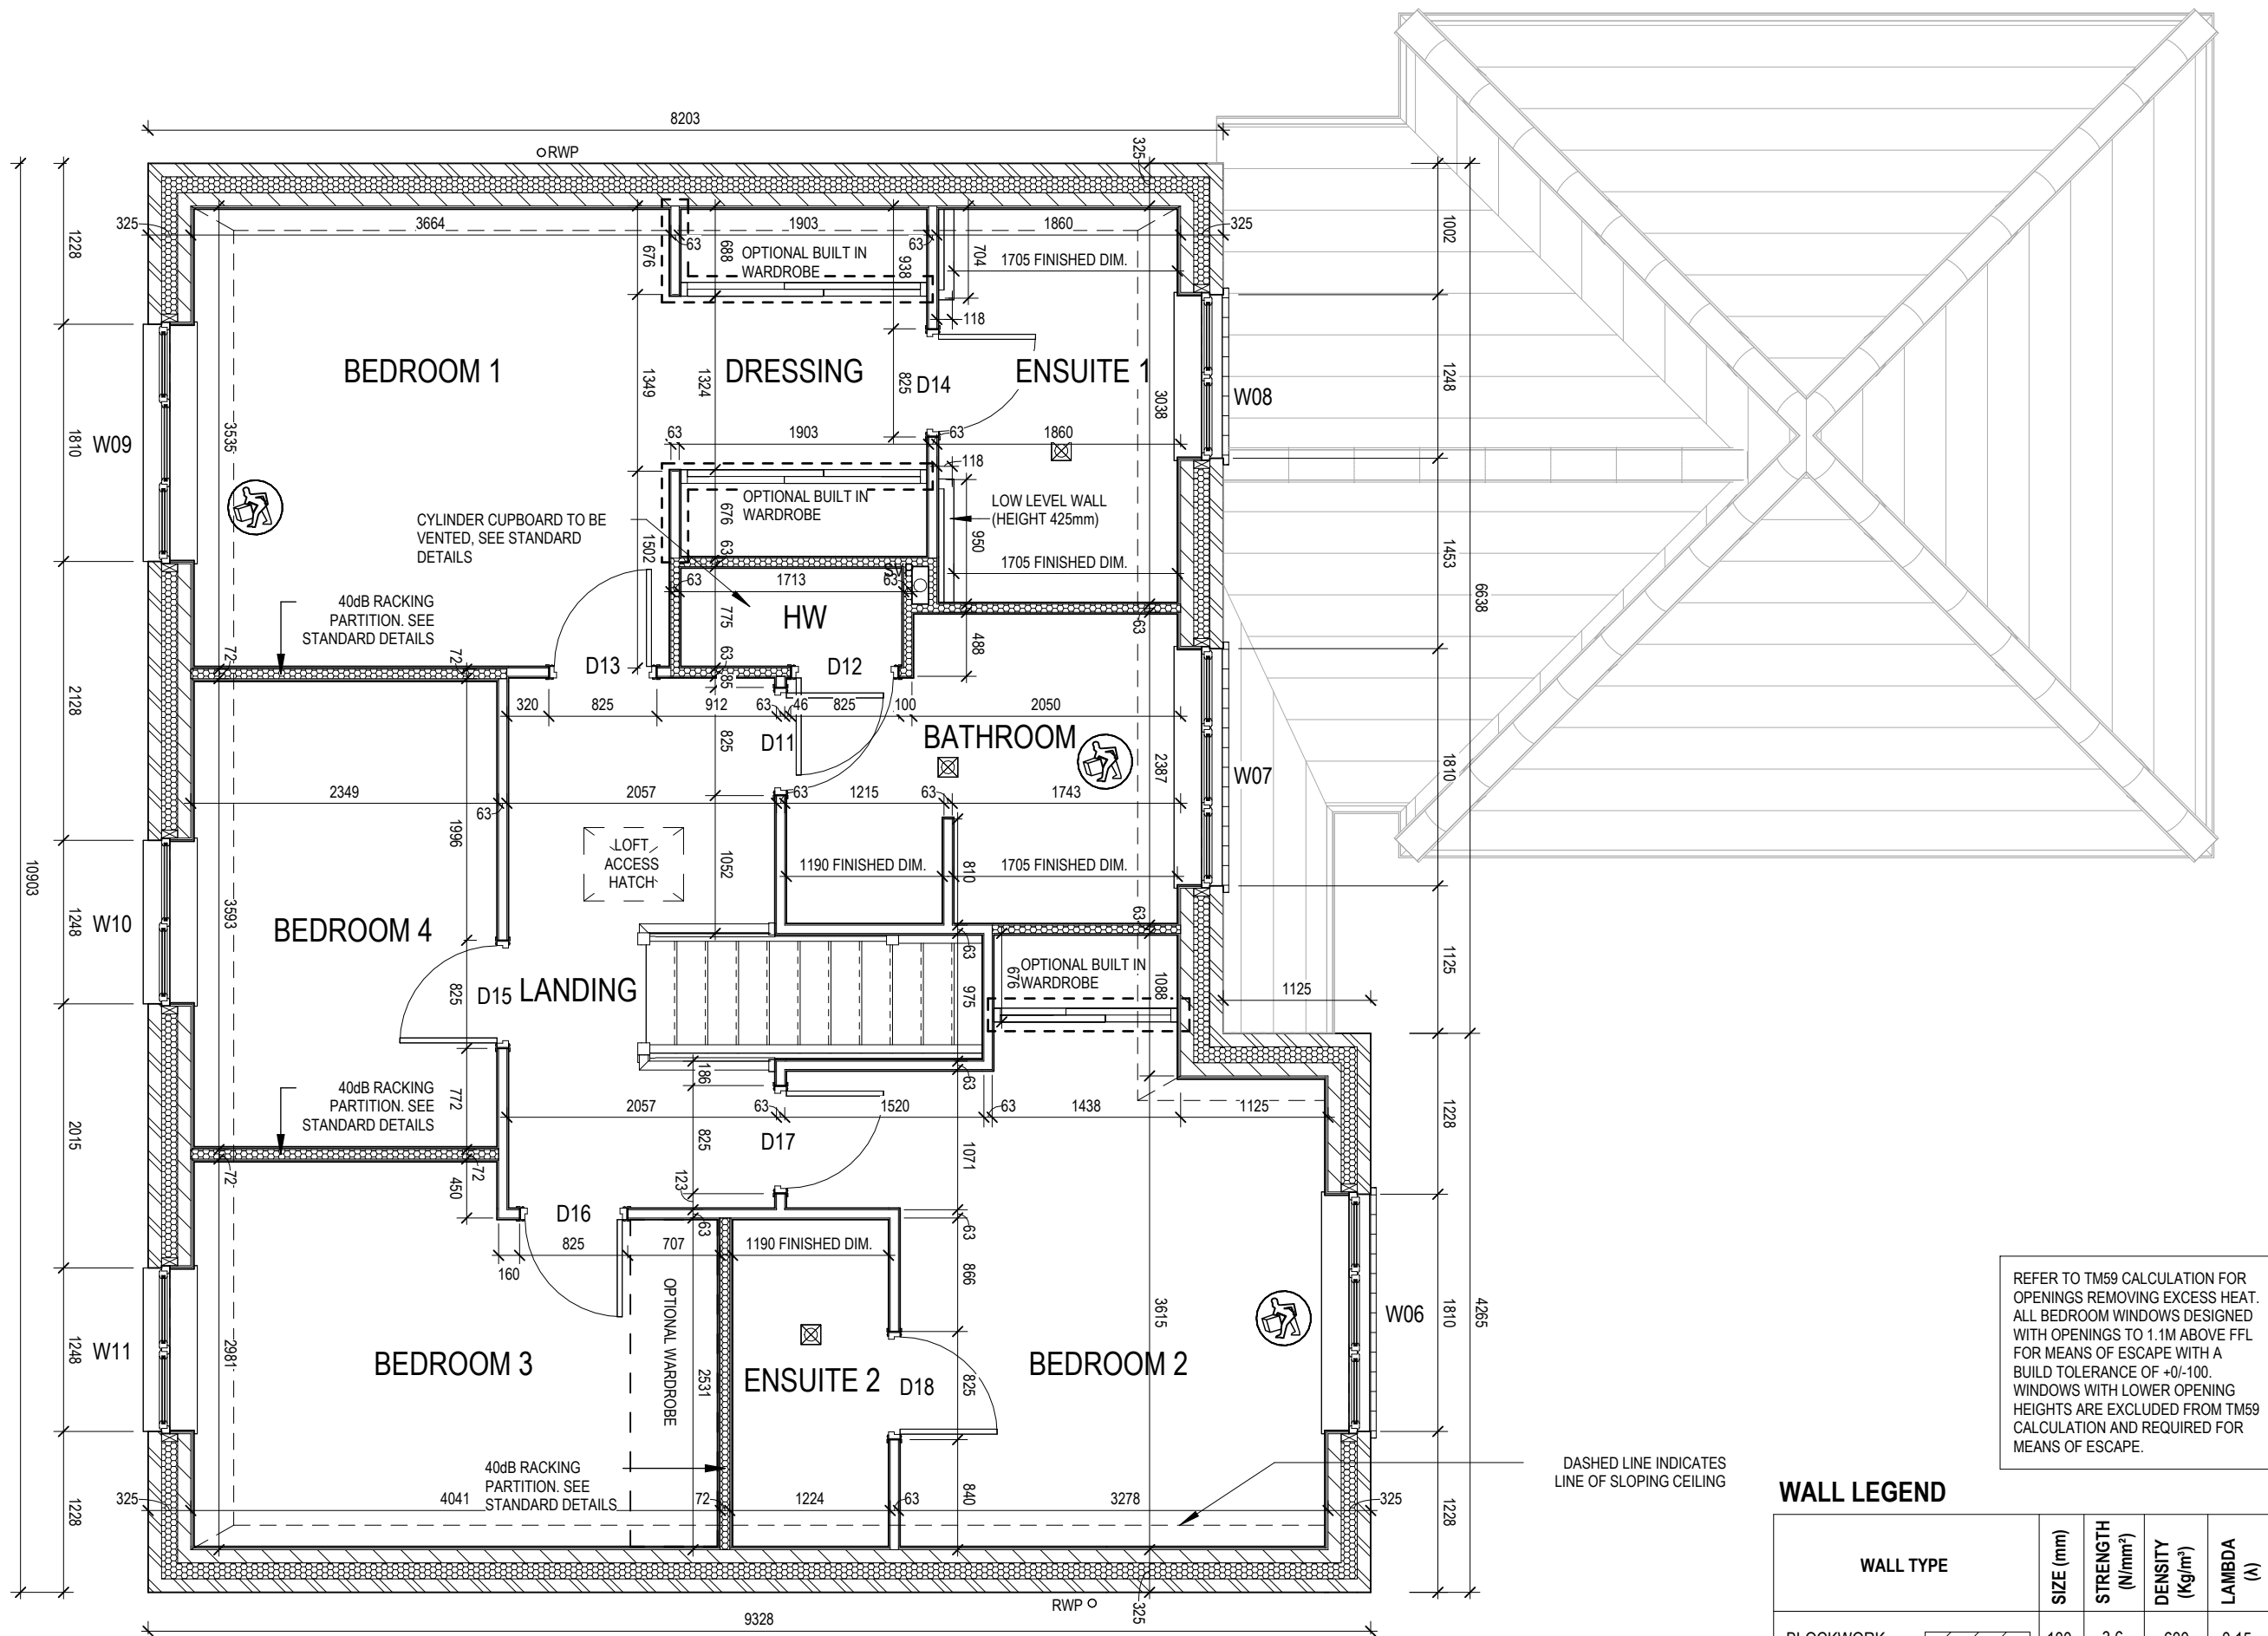 8203
RWP
325
325
3664
63
1903
63
1860
325
676
688
OPTIONAL BUILT IN
WARDROBE
938
704
1705 FINISHED DIM.
118
1228
1002
BEDROOM 1
DRESSING
ENSUITE 1
1349
1324
825
D14
3038
1248
W08
3535
1810
W09
63
1903
63
1860
118
OPTIONAL BUILT IN
WARDROBE
676
63
1502
LOW LEVEL WALL
(HEIGHT 425mm)
950
1705 FINISHED DIM.
CYLINDER CUPBOARD TO BE
VENTED, SEE STANDARD
DETAILS
1453
6638
63
1713
63
40dB RACKING
PARTITION. SEE
STANDARD DETAILS
775
HW
488
63
72
72
D13
63
85
D12
320
825
912
63
46
825
100
2050
2128
825
D11
BATHROOM
2387
1810
W07
2349
63
2057
63
1215
63
1743
1996
LOFT
ACCESS
HATCH
1052
1190 FINISHED DIM.
810
1705 FINISHED DIM.
10903
1248
W10
3593
BEDROOM 4
63
63
OPTIONAL BUILT IN
WARDROBE
676
1088
975
1125
1125
825
D15
LANDING
186
63
40dB RACKING
PARTITION. SEE
STANDARD DETAILS
772
2057
63
1520
63
1438
1125
1228
2015
825
D17
1071
72
72
450
123
D16
63
63
160
825
707
1190 FINISHED DIM.
866
OPTIONAL WARDROBE
3615
W06
1810
4265
1248
W11
2981
BEDROOM 3
2531
ENSUITE 2
D18
825
BEDROOM 2
REFER TO TM59 CALCULATION FOR
OPENINGS REMOVING EXCESS HEAT.
ALL BEDROOM WINDOWS DESIGNED
WITH OPENINGS TO 1.1M ABOVE FFL
FOR MEANS OF ESCAPE WITH A
BUILD TOLERANCE OF +0/-100.
WINDOWS WITH LOWER OPENING
HEIGHTS ARE EXCLUDED FROM TM59
CALCULATION AND REQUIRED FOR
MEANS OF ESCAPE.
40dB RACKING
PARTITION. SEE
STANDARD DETAILS
DASHED LINE INDICATES
LINE OF SLOPING CEILING
325
4041
72
1224
63
840
3278
325
1228
1228
RWP
325
9328
WALL LEGEND
WALL TYPE
SIZE (mm)
STRENGTH
(N/mm²)
DENSITY
(Kg/m³)
LAMBDA
(λ)
BLOCKWORK 100 3.6 600 0.15